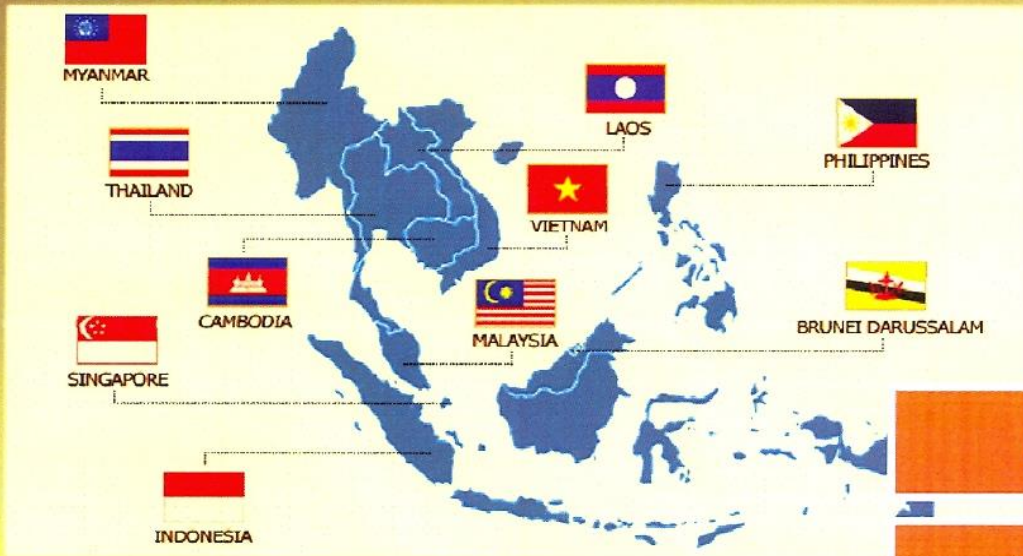 MYANMAR
LAOS
PHILIPPINES
THAILAND
VIETNAM
CAMBODIA
MALAYSIA
BRUNEI DARUSSALAM
SINGAPORE
INDONESIA